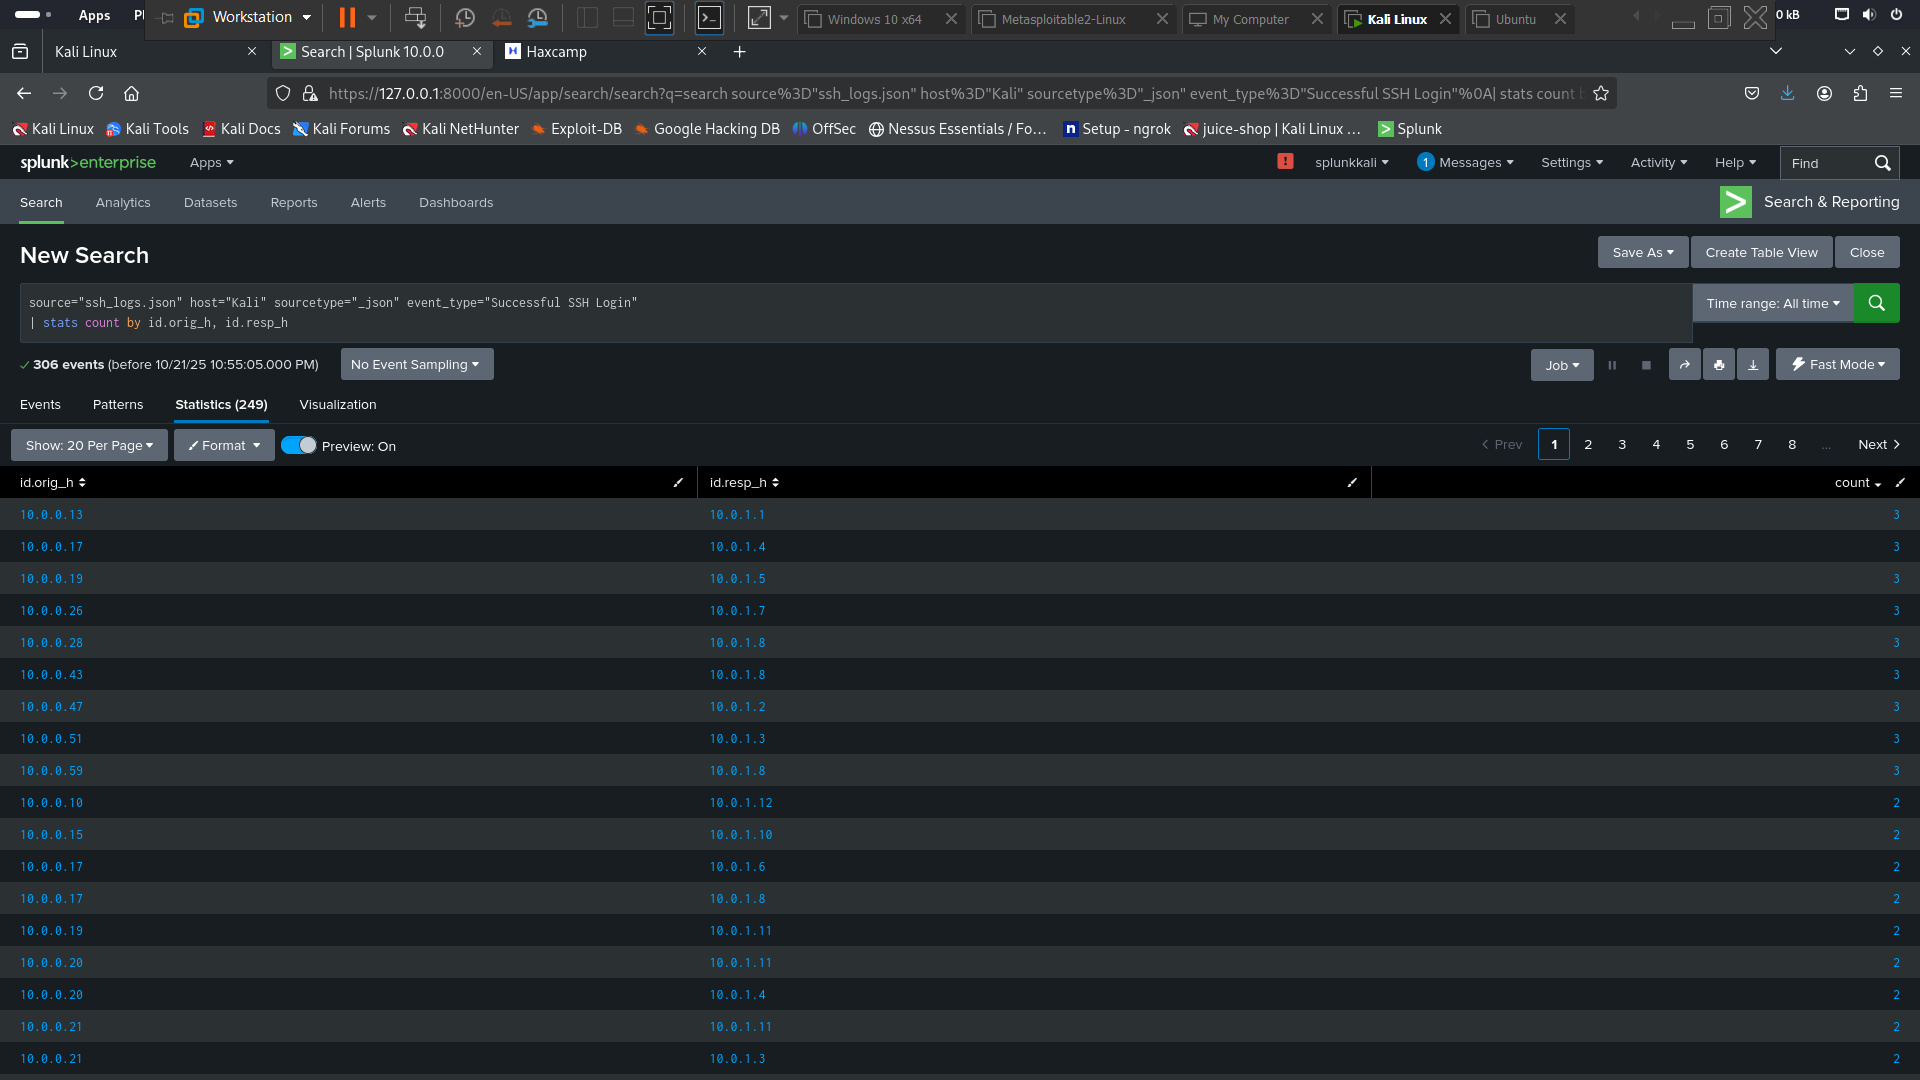 Apps Pl Workstation Windows 10 x64 Metasploitable2-Linux My Computer Kali Linux Ubuntu 0 kB
Kali Linux Search | Splunk 10.0.0 Haxcamp
https://127.0.0.1:8000/en-US/app/search/search?q=search source%3D"ssh_logs.json" host%3D"Kali" sourcetype%3D"_json" event_type%3D"Successful SSH Login"%0A| stats count b
Kali Linux Kali Tools Kali Docs Kali Forums Kali NetHunter Exploit-DB Google Hacking DB OffSec Nessus Essentials / Fo... Setup - ngrok juice-shop | Kali Linux ... Splunk
splunk>enterprise Apps ! splunkkali 1 Messages Settings Activity Help Find
Search Analytics Datasets Reports Alerts Dashboards Search & Reporting
New Search Save As Create Table View Close
source="ssh_logs.json" host="Kali" sourcetype="_json" event_type="Successful SSH Login"
| stats count by id.orig_h, id.resp_h
Time range: All time
306 events (before 10/21/25 10:55:05.000 PM) No Event Sampling Job Fast Mode
Events Patterns Statistics (249) Visualization
Show: 20 Per Page Format Preview: On Prev 1 2 3 4 5 6 7 8 ... Next
id.orig_h id.resp_h count
10.0.0.13 10.0.1.1 3
10.0.0.17 10.0.1.4 3
10.0.0.19 10.0.1.5 3
10.0.0.26 10.0.1.7 3
10.0.0.28 10.0.1.8 3
10.0.0.43 10.0.1.8 3
10.0.0.47 10.0.1.2 3
10.0.0.51 10.0.1.3 3
10.0.0.59 10.0.1.8 3
10.0.0.10 10.0.1.12 2
10.0.0.15 10.0.1.10 2
10.0.0.17 10.0.1.6 2
10.0.0.17 10.0.1.8 2
10.0.0.19 10.0.1.11 2
10.0.0.20 10.0.1.11 2
10.0.0.20 10.0.1.4 2
10.0.0.21 10.0.1.11 2
10.0.0.21 10.0.1.3 2